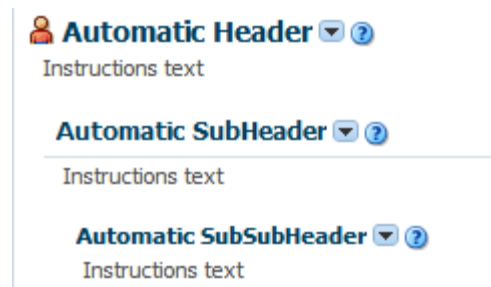 Automatic Header
Instructions text
Automatic SubHeader
Instructions text
Automatic SubSubHeader
Instructions text